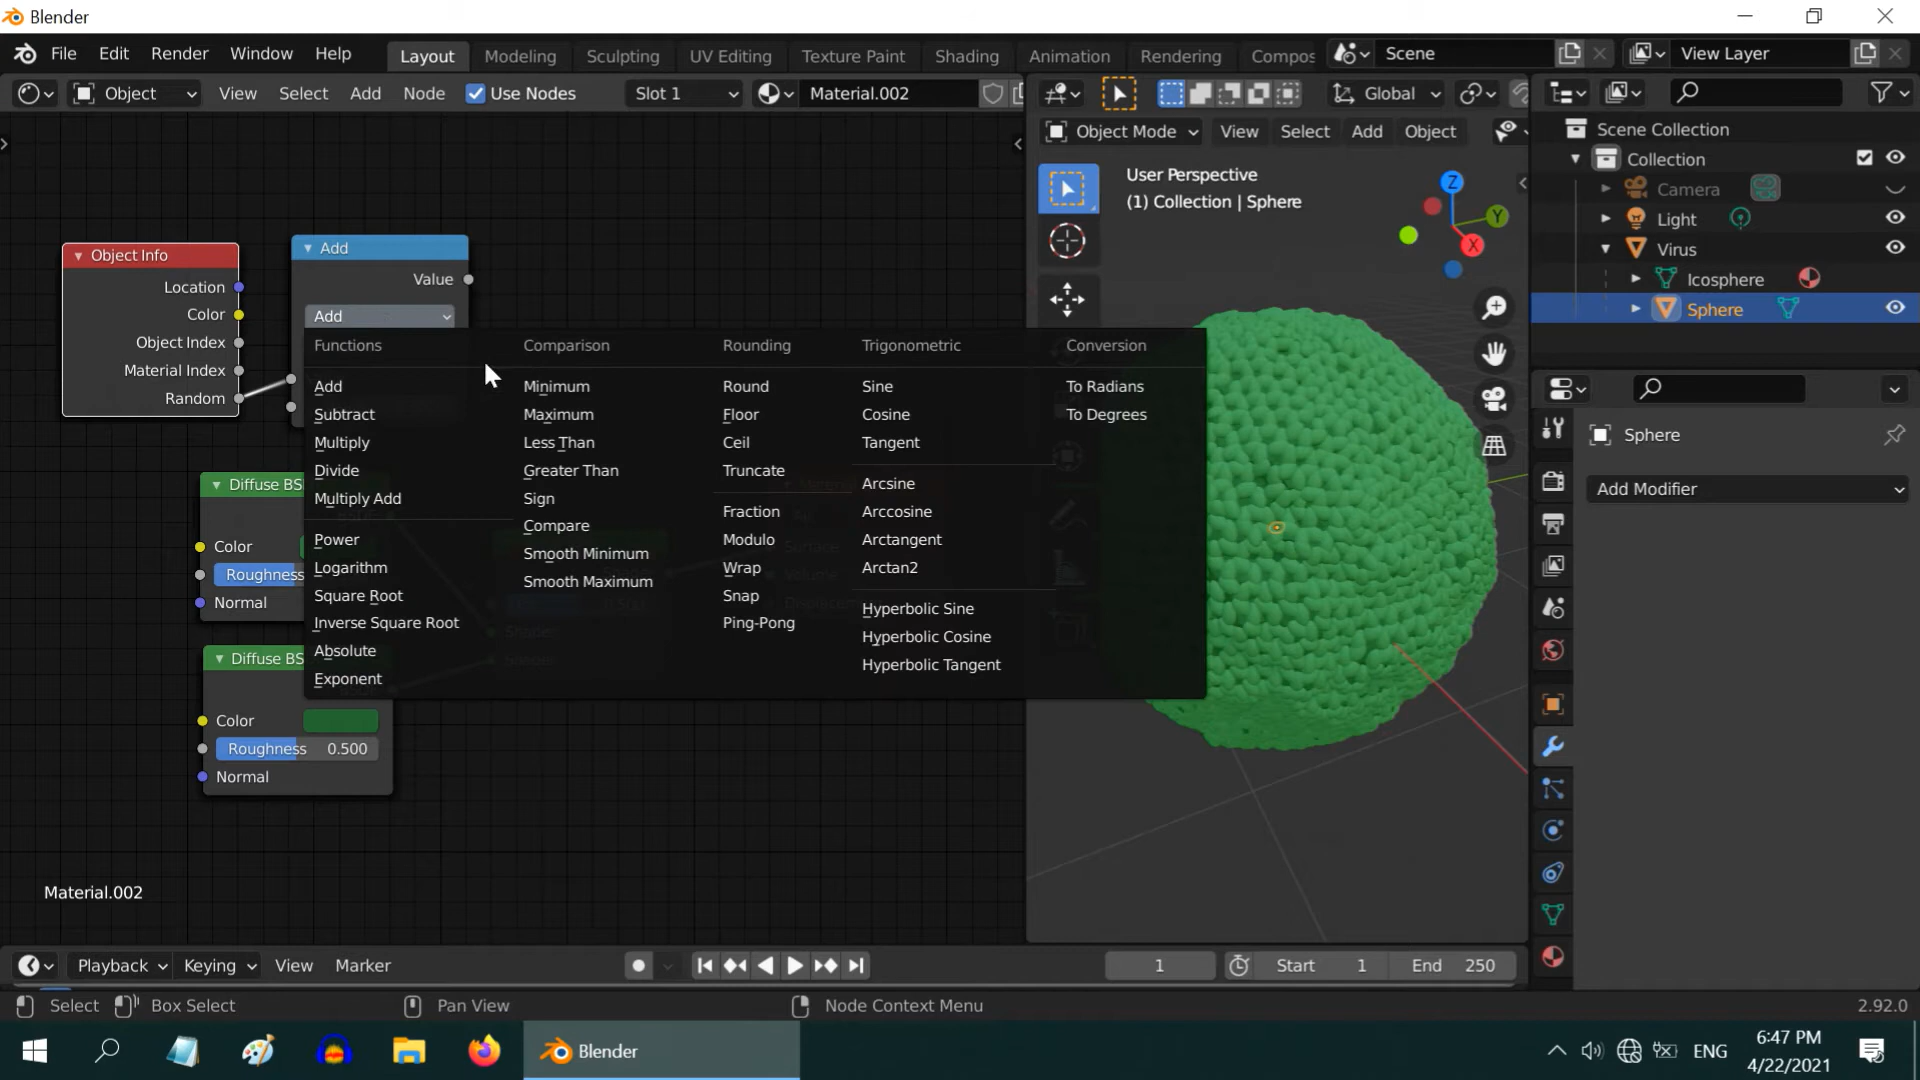 Blender
File Edit Render Window Help Layout Modeling Sculpting UV Editing Texture Paint Shading Animation Rendering Compos Scene View Layer
Object View Select Add Node Use Nodes Slot 1 Material.002 Global
Object Mode View Select Add Object
User Perspective
(1) Collection | Sphere
Z
Y
X
Scene Collection
Collection
Camera
Light
Virus
Icosphere
Sphere
Sphere
Add Modifier
Object Info
Location
Color
Object Index
Material Index
Random
Add
Value
Add
Functions
Add
Subtract
Multiply
Divide
Multiply Add
Power
Logarithm
Square Root
Inverse Square Root
Absolute
Exponent
Comparison
Minimum
Maximum
Less Than
Greater Than
Sign
Compare
Smooth Minimum
Smooth Maximum
Rounding
Round
Floor
Ceil
Truncate
Fraction
Modulo
Wrap
Snap
Ping-Pong
Trigonometric
Sine
Cosine
Tangent
Arcsine
Arccosine
Arctangent
Arctan2
Hyperbolic Sine
Hyperbolic Cosine
Hyperbolic Tangent
Conversion
To Radians
To Degrees
Diffuse BS
Color
Roughness
Normal
Diffuse BS
Color
Roughness 0.500
Normal
Material.002
Playback Keying View Marker 1 Start 1 End 250
Select Box Select Pan View Node Context Menu 2.92.0
Blender ENG
6:47 PM
4/22/2021